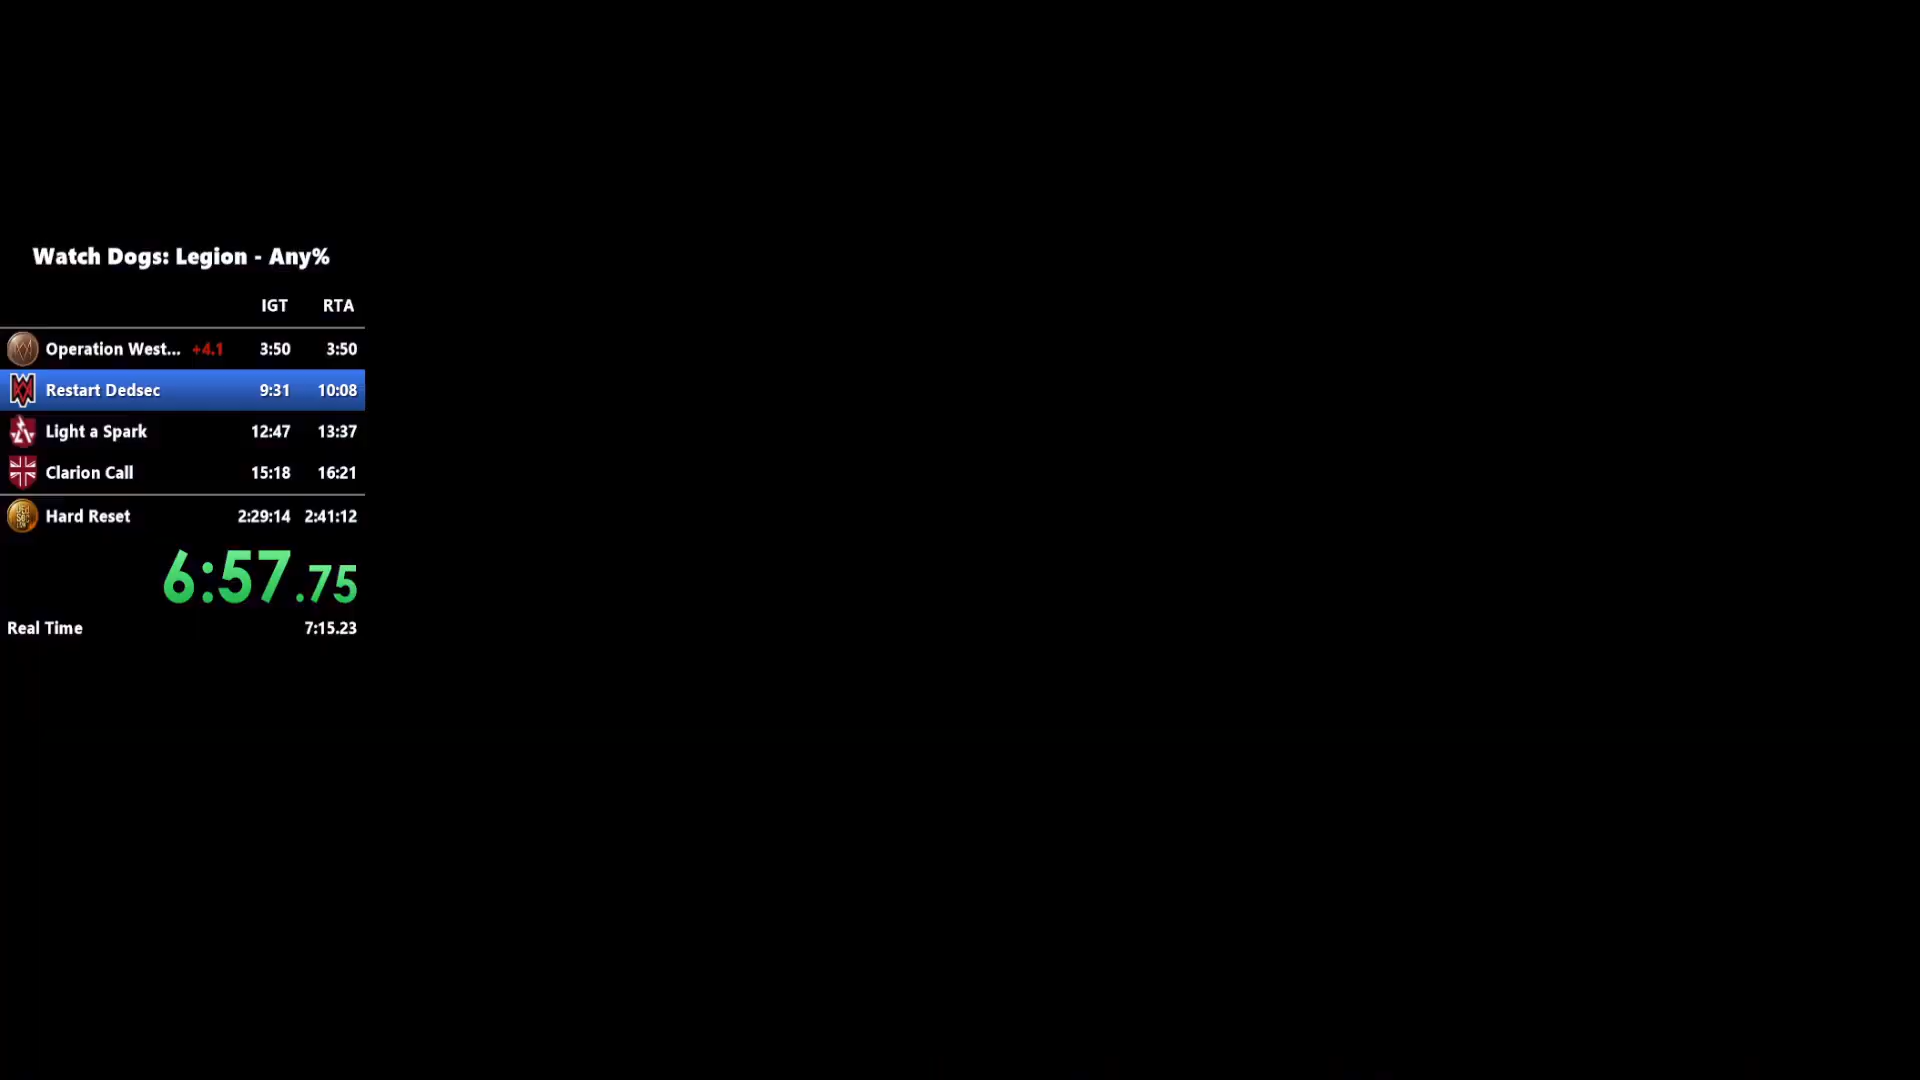 Watch Dogs: Legion - Any%
IGT RTA
Operation West... +4.1 3:50 3:50
Restart Dedsec 9:31 10:08
Light a Spark 12:47 13:37
Clarion Call 15:18 16:21
Hard Reset 2:29:14 2:41:12
6:57.75
Real Time 7:15.23